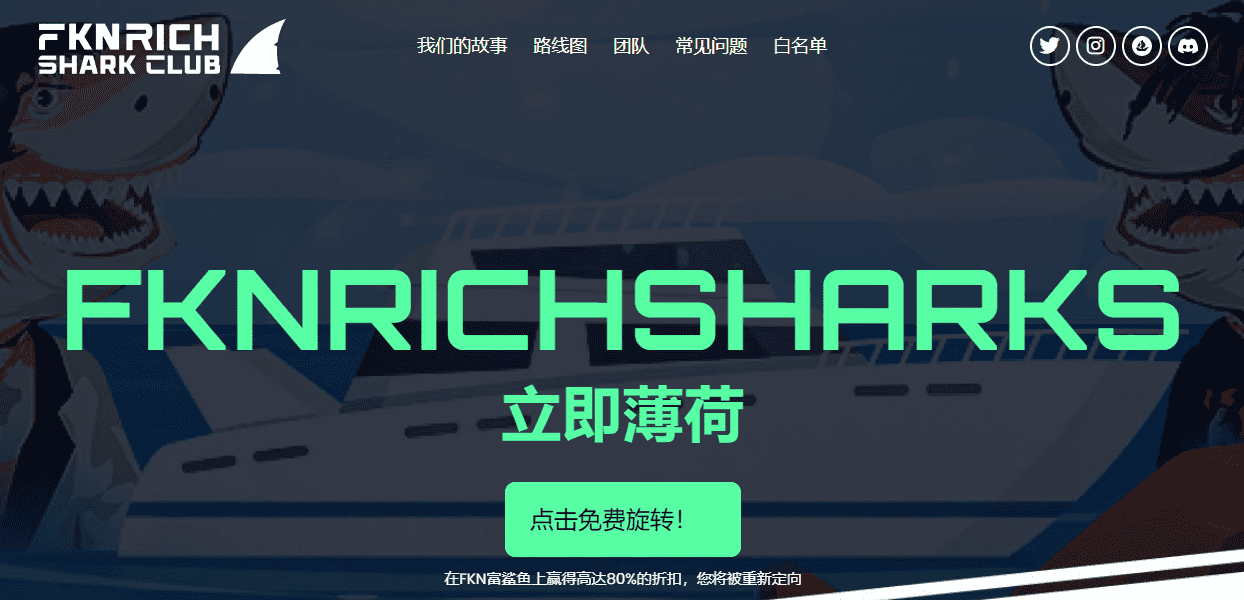 FKNRICH
SHARK CLUB
我们的故事 路线图 团队 常见问题 白名单
FKNRICHSHARKS
立即薄荷
点击免费旋转！
在FKN富鲨鱼上赢得高达80%的折扣，您将被重新定向